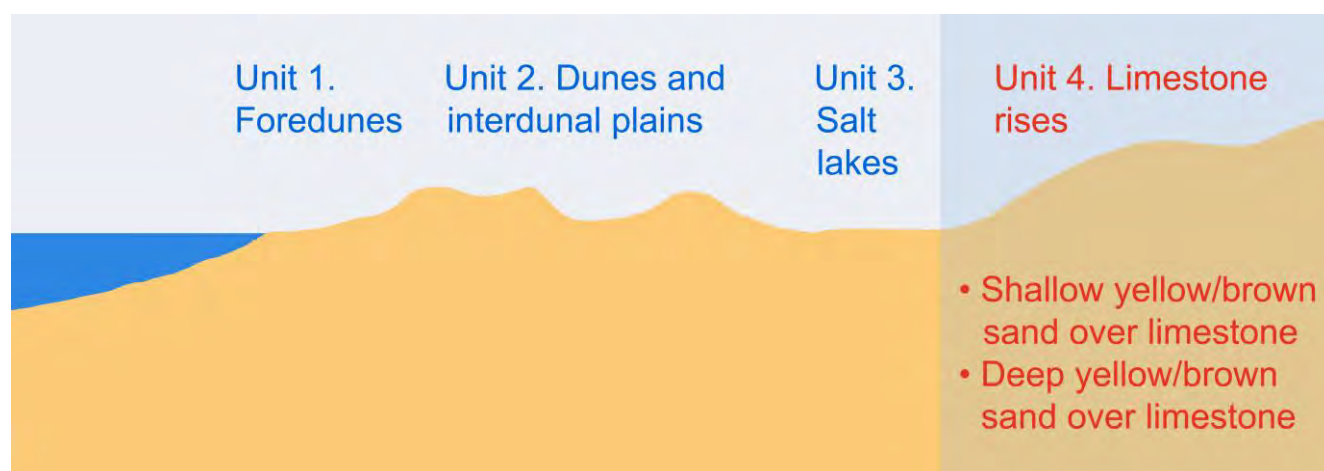 Unit 1.
Foredunes
Unit 2. Dunes and
interdunal plains
Unit 3.
Salt
lakes
Unit 4. Limestone
rises
• Shallow yellow/brown
sand over limestone
• Deep yellow/brown
sand over limestone